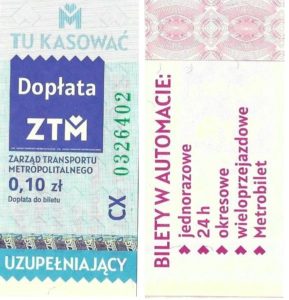 TU KASOWAĆ
Dopłata
ZTM
ZARZĄD TRANSPORTU
METROPOLITALNEGO
0,10 zł
Dopłata do biletu
UZUPEŁNIAJĄCY
CX 0326402
BILETY W AUTOMACIE:
jednorazowe
24 h
okresowe
wieloprzejazdowe
Metrobilet